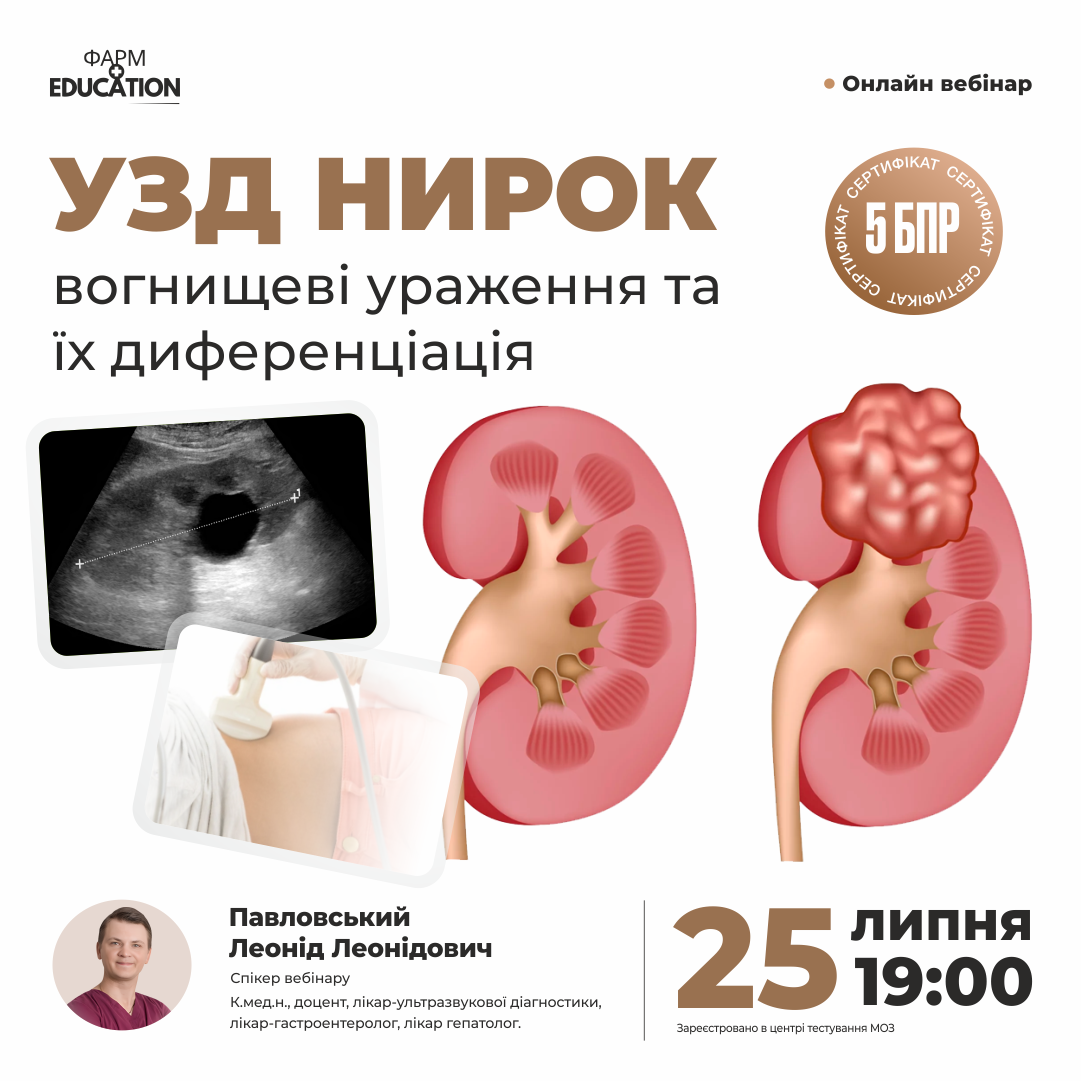 ФАРМ
EDUCATION
Онлайн вебінар
УЗД НИРОК
вогнищеві ураження та
їх диференціація
СЕРТИФІКАТ СЕРТИФІКАТ СЕРТИФІКАТ СЕРТИФІКАТ
5 БПР
1
Павловський
Леонід Леонідович
Спікер вебінару
К.мед.н., доцент, лікар-ультразвукової діагностики,
лікар-гастроентеролог, лікар гепатолог.
25
липня
19:00
Зареєстровано в центрі тестування МОЗ